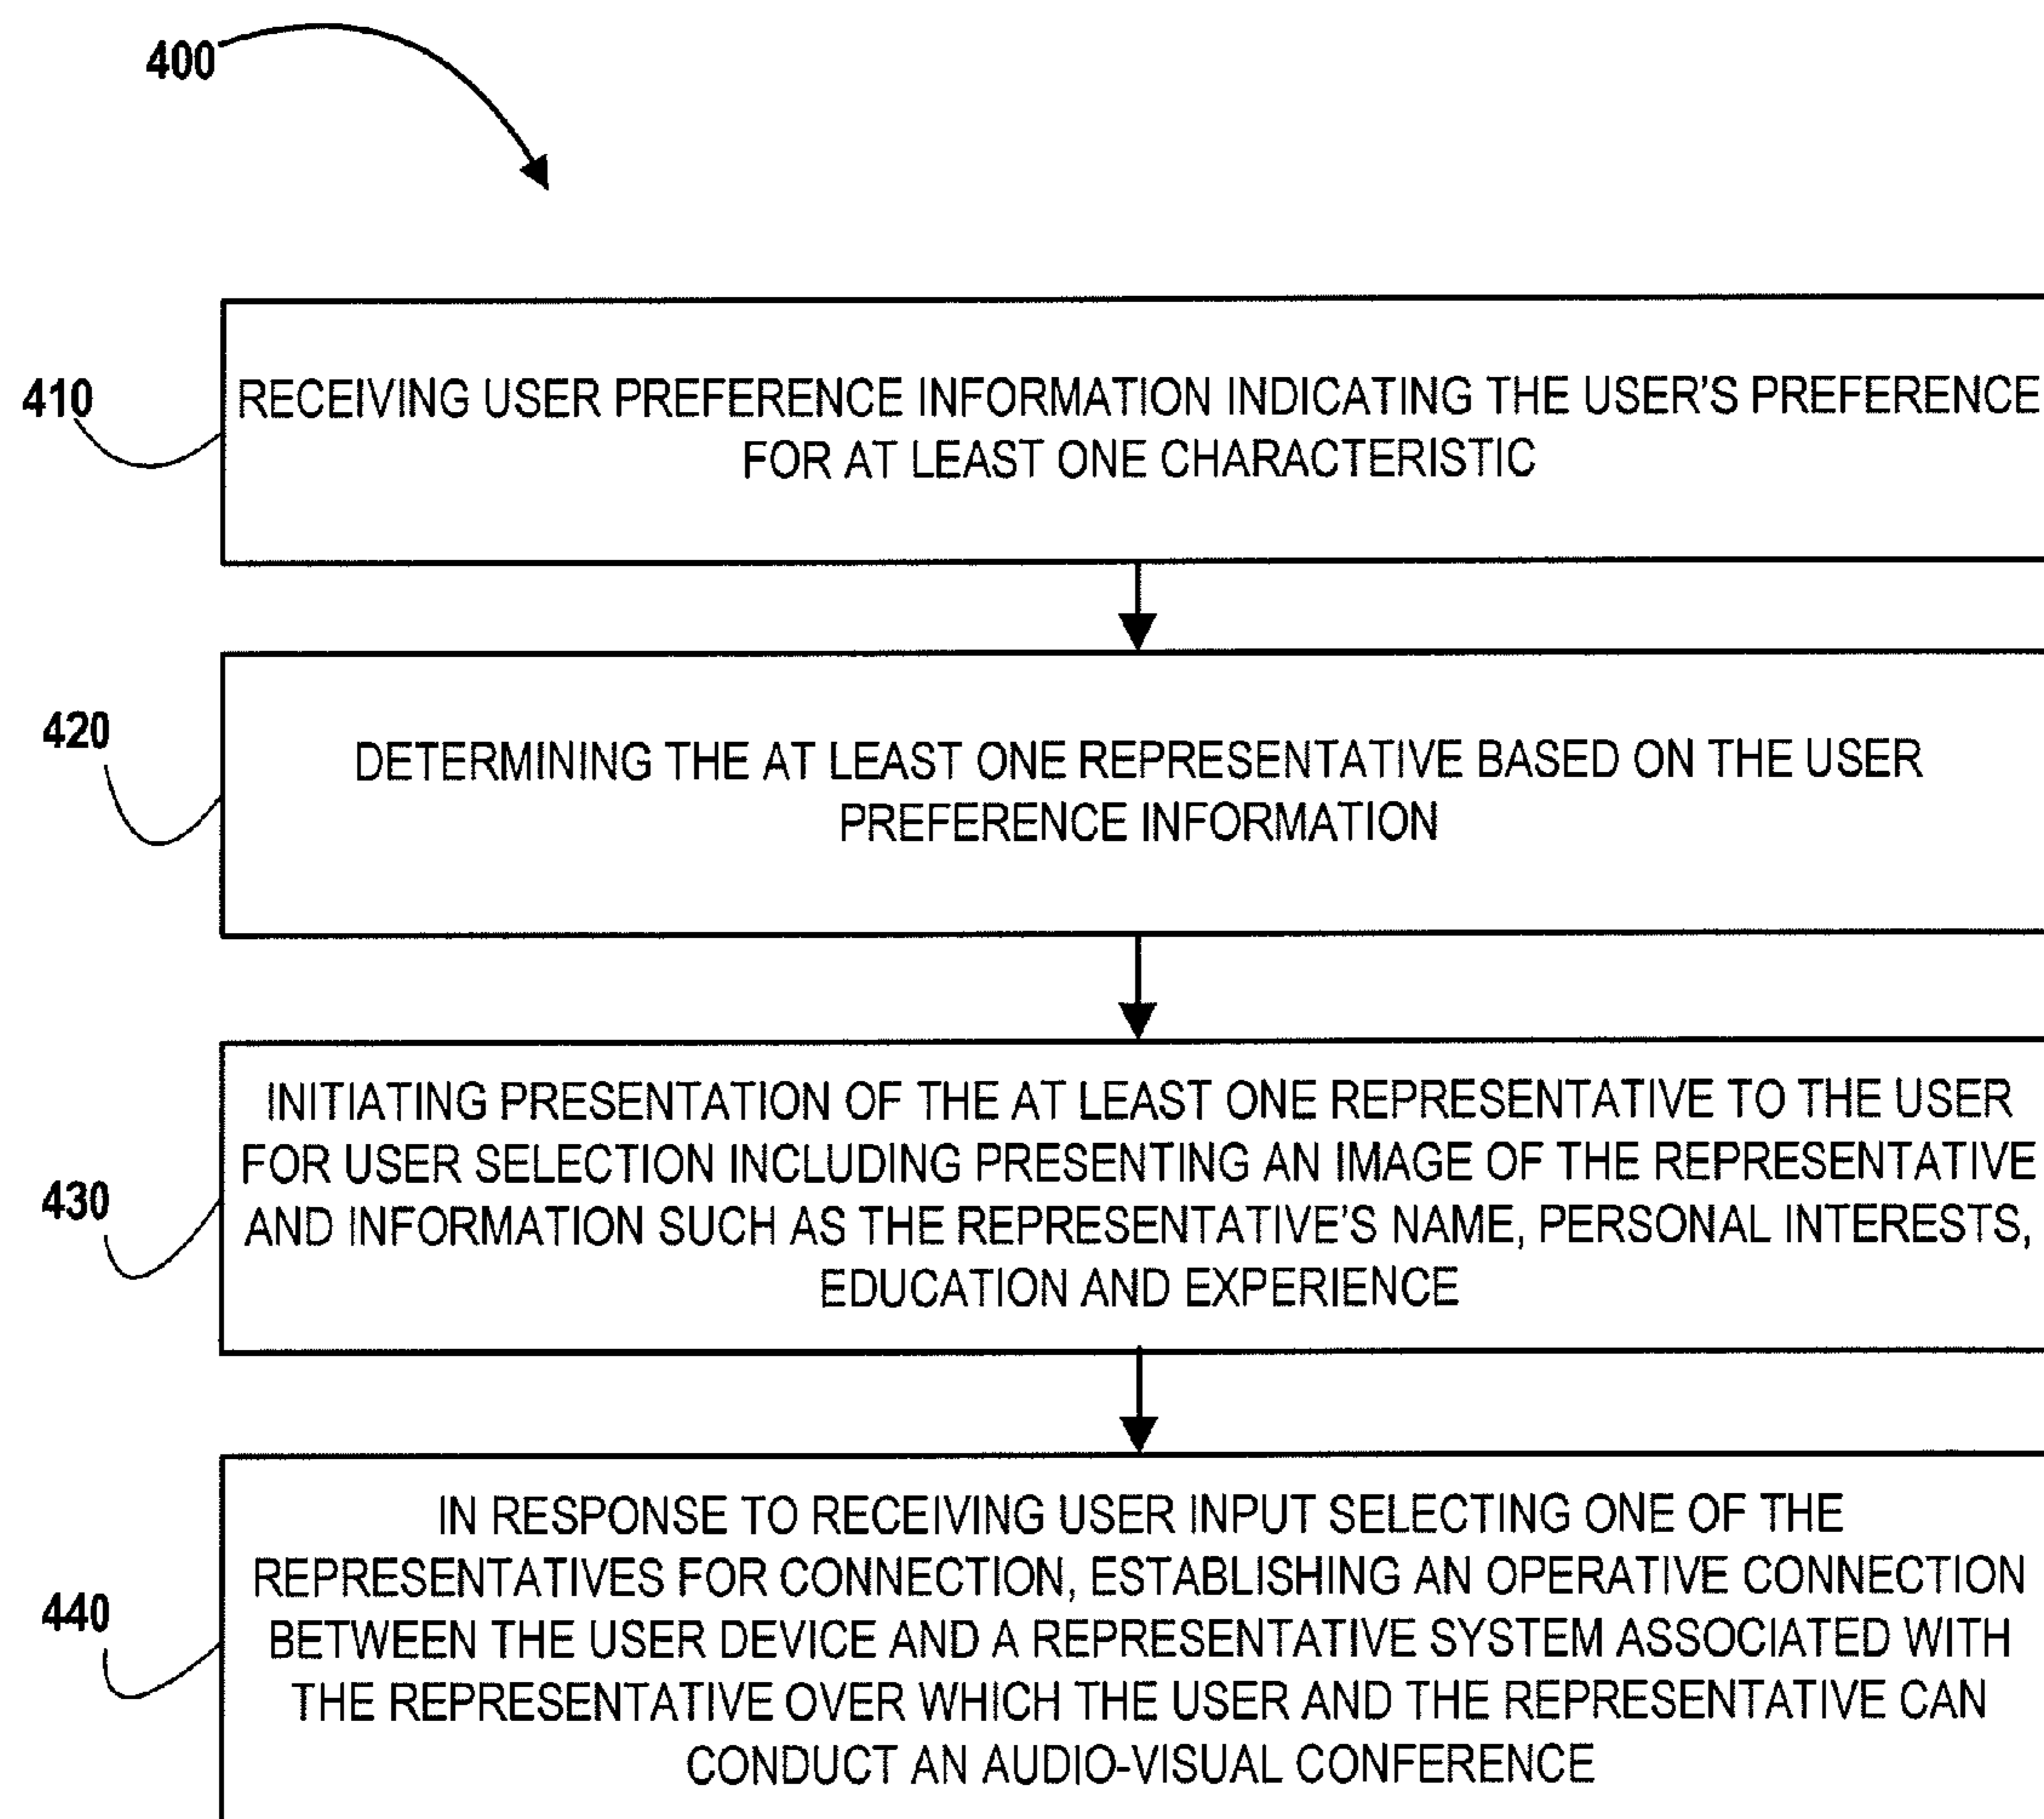 400
410
RECEIVING USER PREFERENCE INFORMATION INDICATING THE USER'S PREFERENCE
FOR AT LEAST ONE CHARACTERISTIC
420
DETERMINING THE AT LEAST ONE REPRESENTATIVE BASED ON THE USER
PREFERENCE INFORMATION
430
INITIATING PRESENTATION OF THE AT LEAST ONE REPRESENTATIVE TO THE USER
FOR USER SELECTION INCLUDING PRESENTING AN IMAGE OF THE REPRESENTATIVE
AND INFORMATION SUCH AS THE REPRESENTATIVE'S NAME, PERSONAL INTERESTS,
EDUCATION AND EXPERIENCE
440
IN RESPONSE TO RECEIVING USER INPUT SELECTING ONE OF THE
REPRESENTATIVES FOR CONNECTION, ESTABLISHING AN OPERATIVE CONNECTION
BETWEEN THE USER DEVICE AND A REPRESENTATIVE SYSTEM ASSOCIATED WITH
THE REPRESENTATIVE OVER WHICH THE USER AND THE REPRESENTATIVE CAN
CONDUCT AN AUDIO-VISUAL CONFERENCE